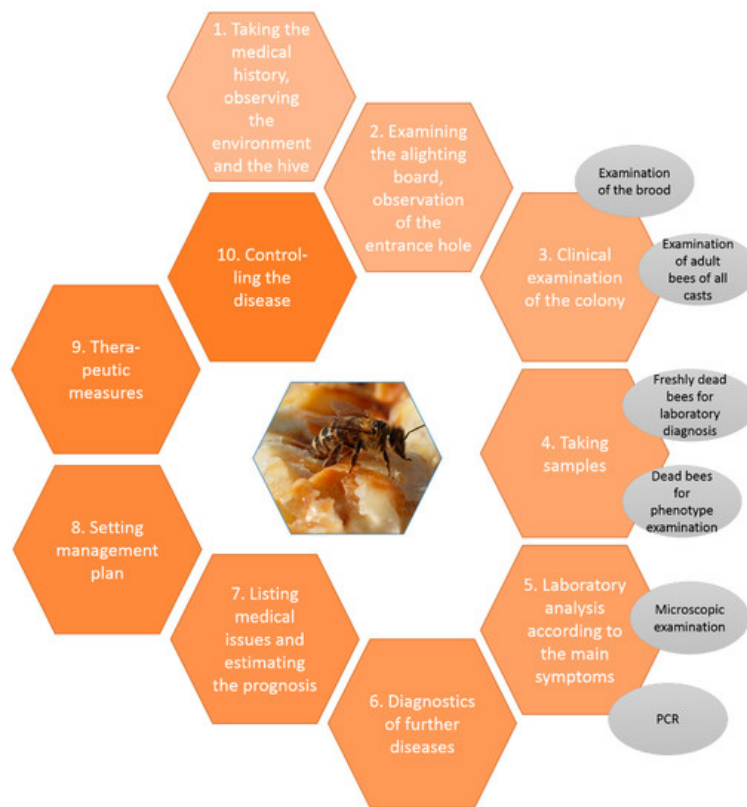 1. Taking the
medical
history,
observing
the
environment
and the hive
2. Examining
the alighting
board,
observation
of the
entrance hole
Examination
of the brood
3. Clinical
examination
of the colony
Examination
of adult
bees of all
casts
4. Taking
samples
Freshly dead
bees for
laboratory
diagnosis
Dead bees
for
phenotype
examination
5. Laboratory
analysis
according to
the main
symptoms
Microscopic
examination
PCR
6. Diagnostics
of further
diseases
7. Listing
medical
issues and
estimating
the prognosis
8. Setting
management
plan
9. Thera-
peutic
measures
10. Control-
ling the
disease